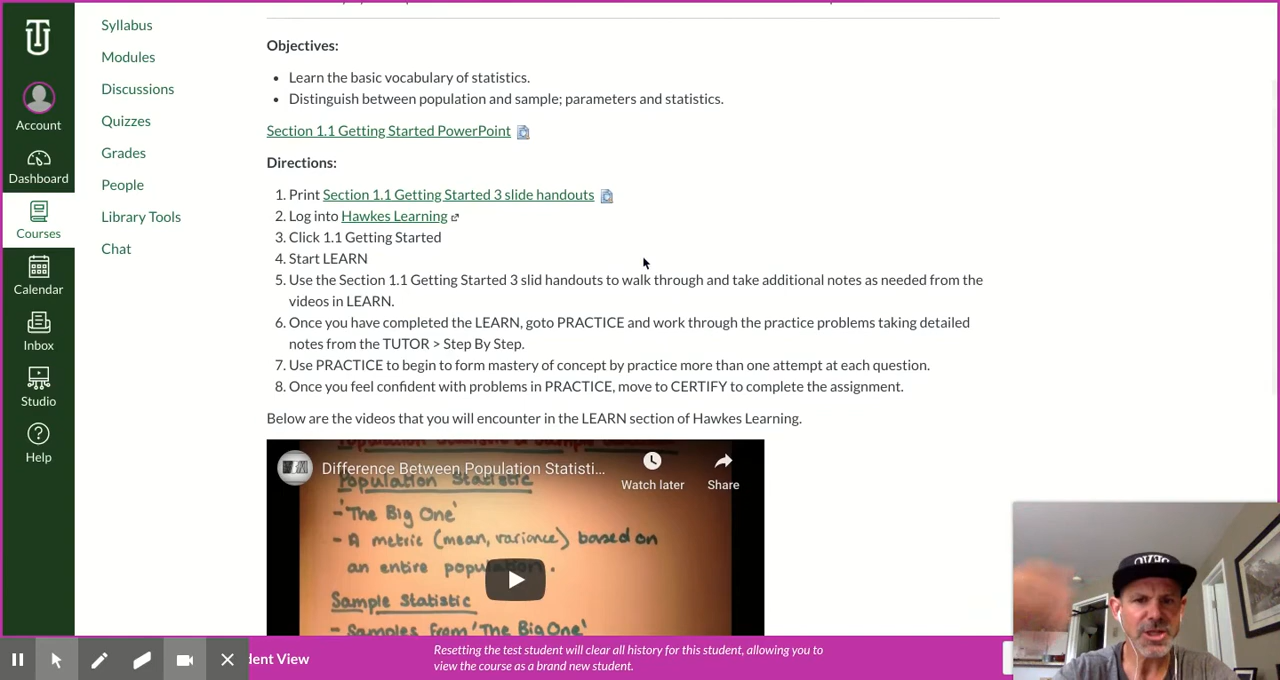 Syllabus
Modules
Discussions
Quizzes
Grades
People
Library Tools
Chat
Account
Dashboard
Courses
Calendar
Inbox
Studio
Help
Objectives:
Learn the basic vocabulary of statistics.
Distinguish between population and sample; parameters and statistics.
Section 1.1 Getting Started PowerPoint
Directions:
1. Print Section 1.1 Getting Started 3 slide handouts
2. Log into Hawkes Learning
3. Click 1.1 Getting Started
4. Start LEARN
5. Use the Section 1.1 Getting Started 3 slid handouts to walk through and take additional notes as needed from the
videos in LEARN.
6. Once you have completed the LEARN, goto PRACTICE and work through the practice problems taking detailed
notes from the TUTOR > Step By Step.
7. Use PRACTICE to begin to form mastery of concept by practice more than one attempt at each question.
8. Once you feel confident with problems in PRACTICE, move to CERTIFY to complete the assignment.
Below are the videos that you will encounter in the LEARN section of Hawkes Learning.
Difference Between Population Statisti...
Watch later
Share
Population Statistic
- 'The Big One'
- A metric (mean, variance) based on
an entire population.
Sample Statistic
- Samples from 'The Big One'
dent View
Resetting the test student will clear all history for this student, allowing you to
view the course as a brand new student.